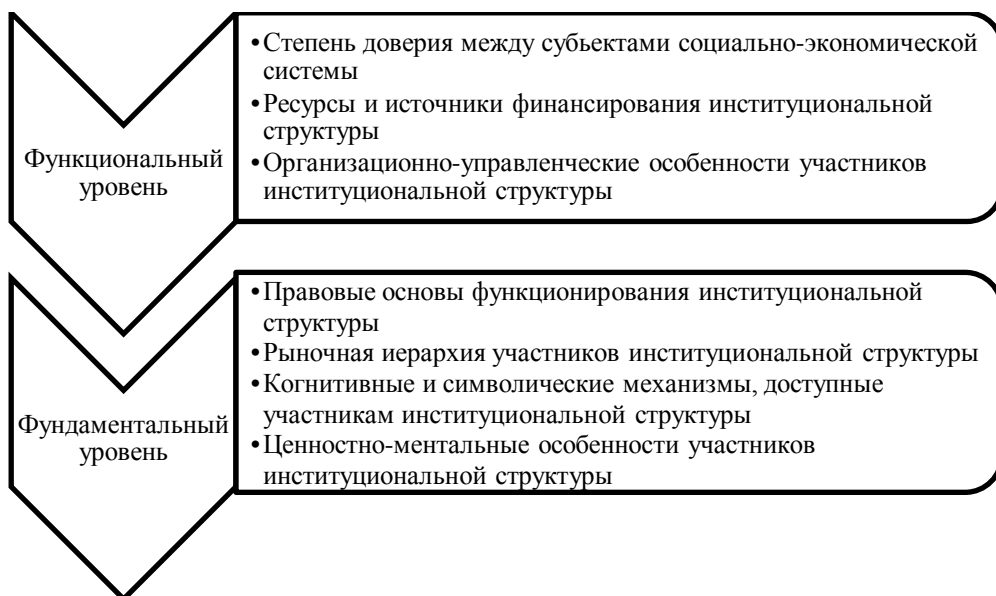 Функциональный
уровень
•Степень доверия между субъектами социально-экономической
системы
•Ресурсы и источники финансирования институциональной
структуры
•Организационно-управленческие особенности участников
институциональной структуры
Фундаментальный
уровень
•Правовые основы функционирования институциональной
структуры
•Рыночная иерархия участников институциональной структуры
•Когнитивные и символические механизмы, доступные
участникам институциональной структуры
•Ценностно-ментальные особенности участников
институциональной структуры